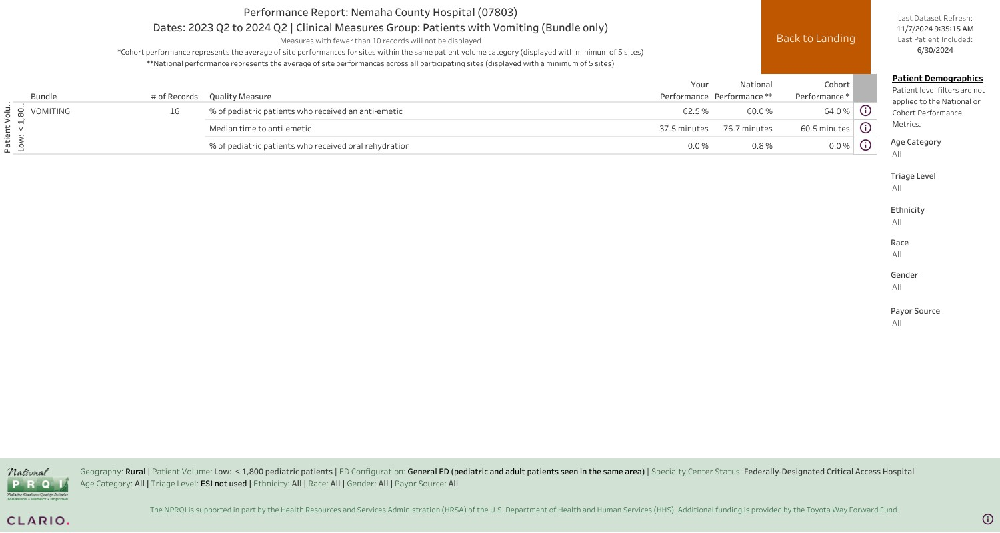 Performance Report: Nemaha County Hospital (07803)
Dates: 2023 Q2 to 2024 Q2 | Clinical Measures Group: Patients with Vomiting (Bundle only)
Measures with fewer than 10 records will not be displayed
*Cohort performance represents the average of site performances for sites within the same patient volume category (displayed with minimum of 5 sites)
**National performance represents the average of site performances across all participating sites (displayed with a minimum of 5 sites)
Back to Landing
Last Dataset Refresh:
11/7/2024 9:35:15 AM
Last Patient Included:
6/30/2024
Patient Demographics
Patient level filters are not
applied to the National or
Cohort Performance
Metrics.
Age Category
All
Triage Level
All
Ethnicity
All
Race
All
Gender
All
Payor Source
All
Bundle # of Records Quality Measure Your Performance National Performance ** Cohort Performance *
Patient Volu..
Low: < 1,80..
VOMITING 16 % of pediatric patients who received an anti-emetic 62.5 % 60.0 % 64.0 %
Median time to anti-emetic 37.5 minutes 76.7 minutes 60.5 minutes
% of pediatric patients who received oral rehydration 0.0 % 0.8 % 0.0 %
National
PRQI
Pediatric Readiness Quality Initiative
Measure • Reflect • Improve
CLARIO.
Geography: Rural | Patient Volume: Low: < 1,800 pediatric patients | ED Configuration: General ED (pediatric and adult patients seen in the same area) | Specialty Center Status: Federally-Designated Critical Access Hospital
Age Category: All | Triage Level: ESI not used | Ethnicity: All | Race: All | Gender: All | Payor Source: All
The NPRQI is supported in part by the Health Resources and Services Administration (HRSA) of the U.S. Department of Health and Human Services (HHS). Additional funding is provided by the Toyota Way Forward Fund.